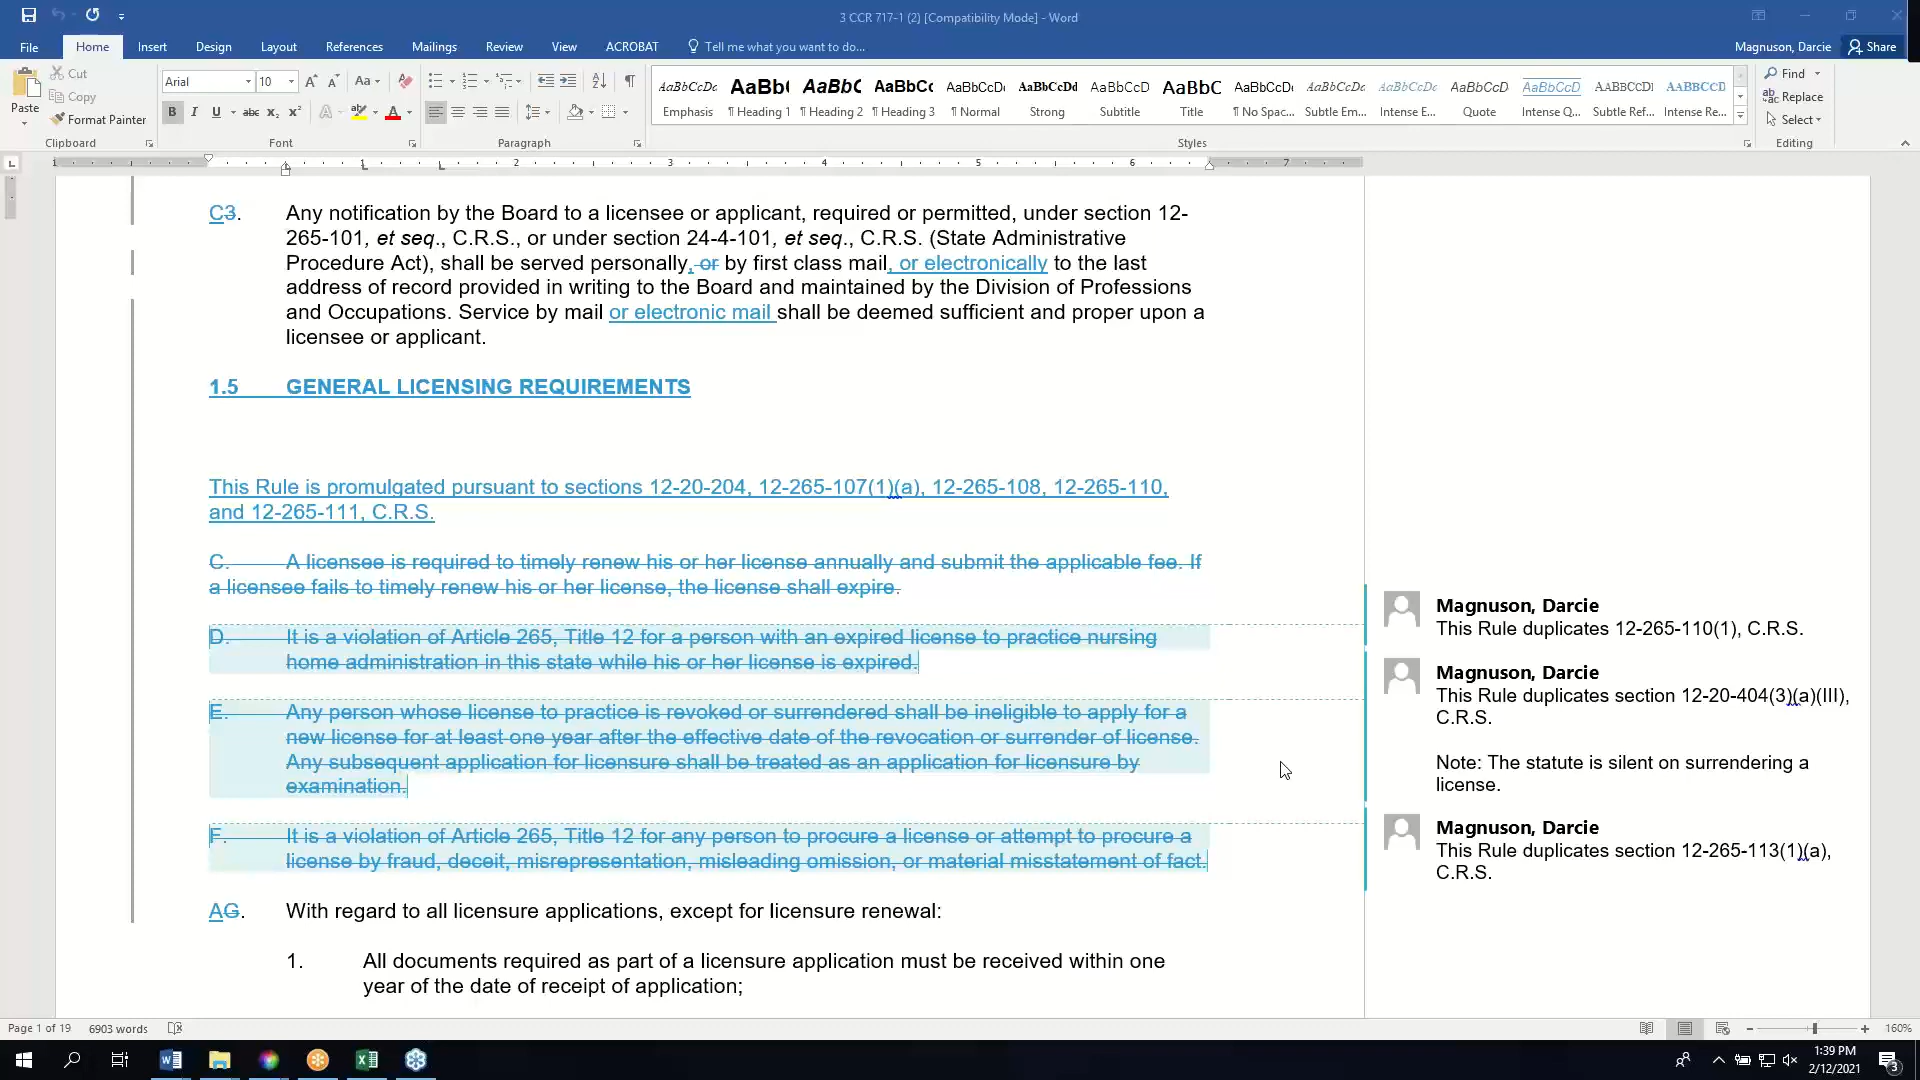 3 CCR 717-1 (2) [Compatibility Mode] - Word
File Home Insert Design Layout References Mailings Review View ACROBAT Tell me what you want to do... Magnuson, Darcie Share
Paste
Cut
Copy
Format Painter
Clipboard
Arial 10
Font
Paragraph
AaBbCcDc AaBb( AaBbC AaBbCc AaBbCcDc AaBbCcDd AaBbCcD AaBbC AaBbCcDc AaBbCcDc AaBbCcDc AaBbCcD AaBbCcD AABBCCDI AABBCCD
Emphasis ¶ Heading 1 ¶ Heading 2 ¶ Heading 3 ¶ Normal Strong Subtitle Title ¶ No Spac... Subtle Em... Intense E... Quote Intense Q... Subtle Ref... Intense Re...
Styles
Find
Replace
Select
Editing
1 1 2 3 4 5 6 7
C3. Any notification by the Board to a licensee or applicant, required or permitted, under section 12-
265-101, et seq., C.R.S., or under section 24-4-101, et seq., C.R.S. (State Administrative
Procedure Act), shall be served personally, or by first class mail, or electronically to the last
address of record provided in writing to the Board and maintained by the Division of Professions
and Occupations. Service by mail or electronic mail shall be deemed sufficient and proper upon a
licensee or applicant.
1.5 GENERAL LICENSING REQUIREMENTS
This Rule is promulgated pursuant to sections 12-20-204, 12-265-107(1)(a), 12-265-108, 12-265-110,
and 12-265-111, C.R.S.
C. A licensee is required to timely renew his or her license annually and submit the applicable fee. If
a licensee fails to timely renew his or her license, the license shall expire.
D. It is a violation of Article 265, Title 12 for a person with an expired license to practice nursing
home administration in this state while his or her license is expired.
E. Any person whose license to practice is revoked or surrendered shall be ineligible to apply for a
new license for at least one year after the effective date of the revocation or surrender of license.
Any subsequent application for licensure shall be treated as an application for licensure by
examination.
F. It is a violation of Article 265, Title 12 for any person to procure a license or attempt to procure a
license by fraud, deceit, misrepresentation, misleading omission, or material misstatement of fact.
AG. With regard to all licensure applications, except for licensure renewal:
1. All documents required as part of a licensure application must be received within one
year of the date of receipt of application;
Magnuson, Darcie
This Rule duplicates 12-265-110(1), C.R.S.
Magnuson, Darcie
This Rule duplicates section 12-20-404(3)(a)(III),
C.R.S.
Note: The statute is silent on surrendering a
license.
Magnuson, Darcie
This Rule duplicates section 12-265-113(1)(a),
C.R.S.
Page 1 of 19 6903 words 160%
1:39 PM
2/12/2021
3